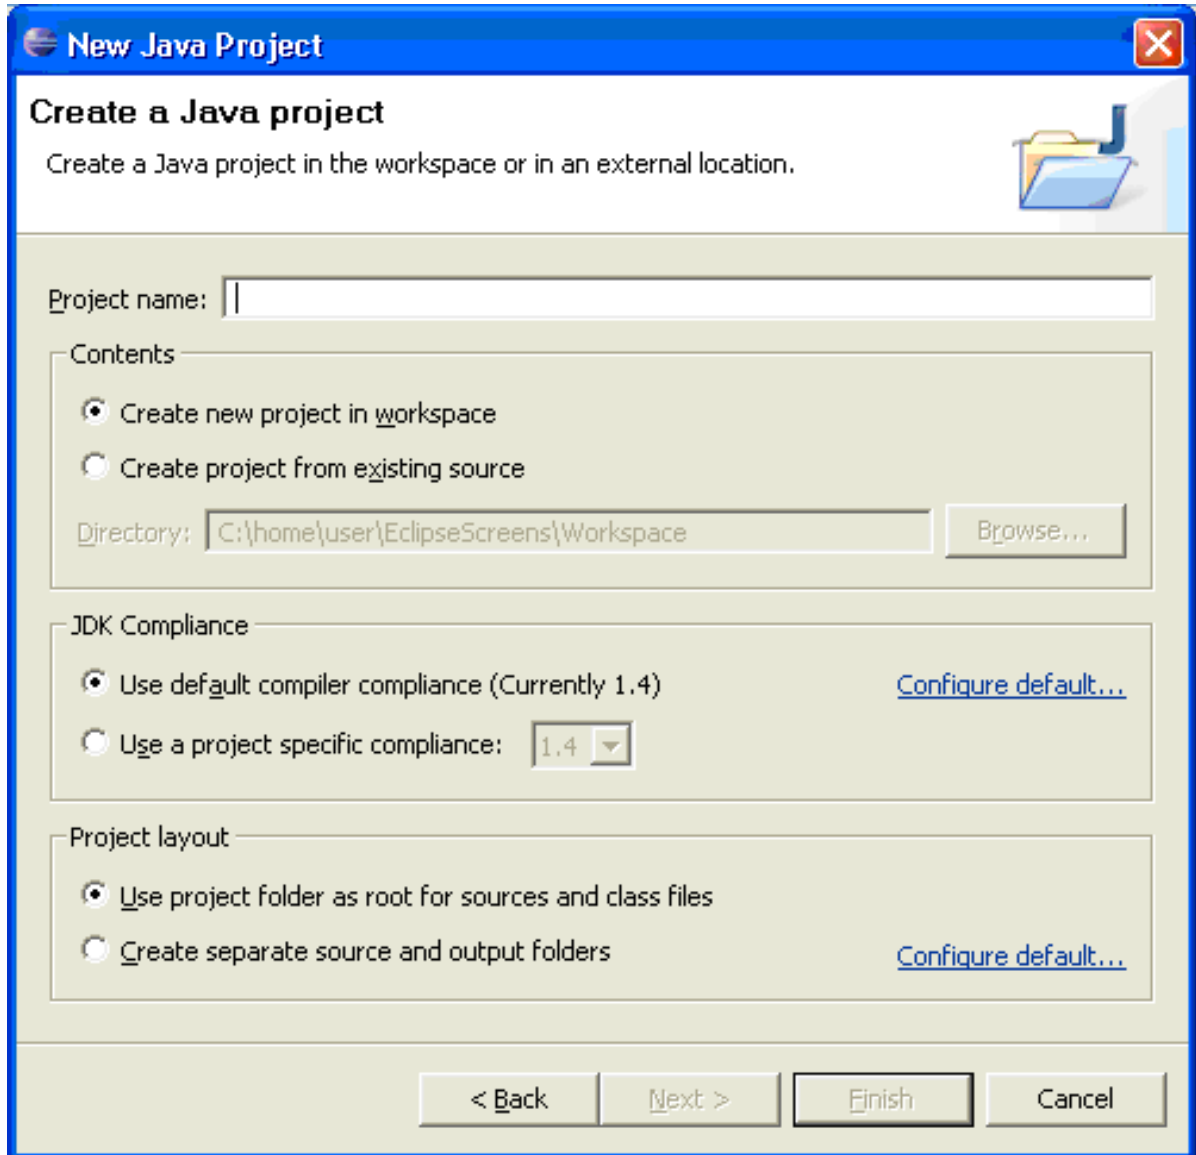 New Java Project
Create a Java project
Create a Java project in the workspace or in an external location.
Project name:
Contents
Create new project in workspace
Create project from existing source
Directory: C:\home\user\EclipseScreens\Workspace Browse...
JDK Compliance
Use default compiler compliance (Currently 1.4) Configure default...
Use a project specific compliance: 1.4
Project layout
Use project folder as root for sources and class files
Create separate source and output folders Configure default...
< Back Next > Finish Cancel